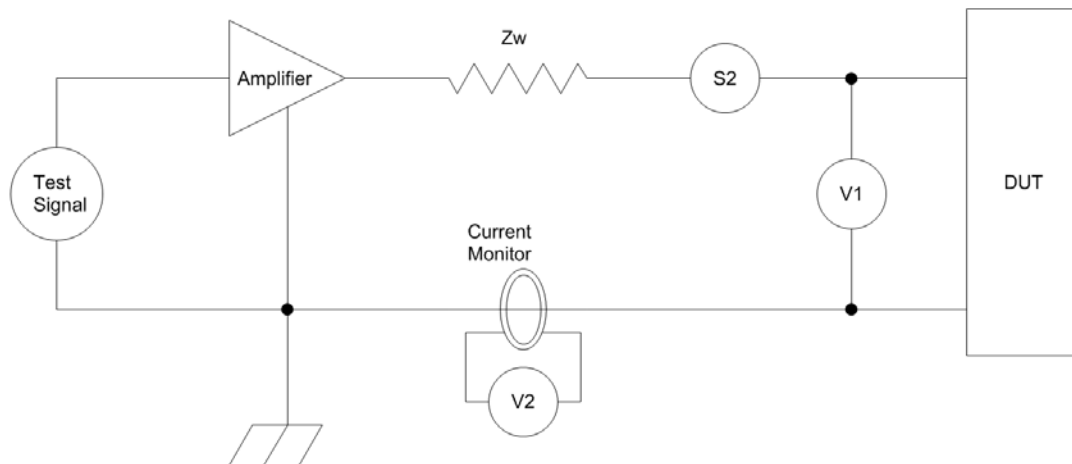 Zw
Amplifier
S2
Test
Signal
V1
DUT
Current
Monitor
V2